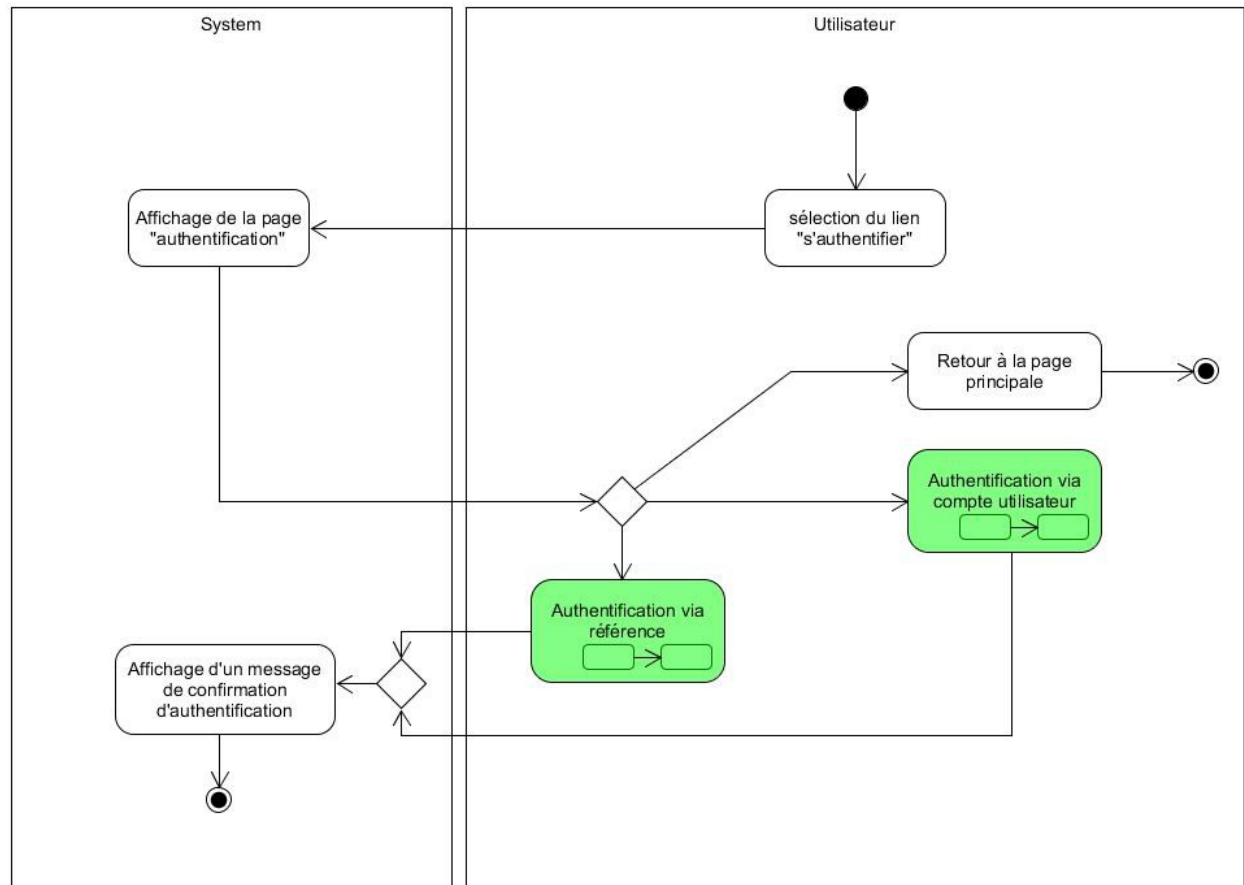 System
Utilisateur
sélection du lien
"s'authentifier"
Affichage de la page
"authentification"
Retour à la page
principale
Authentification via
compte utilisateur
Authentification via
référence
Affichage d'un message
de confirmation
d'authentification